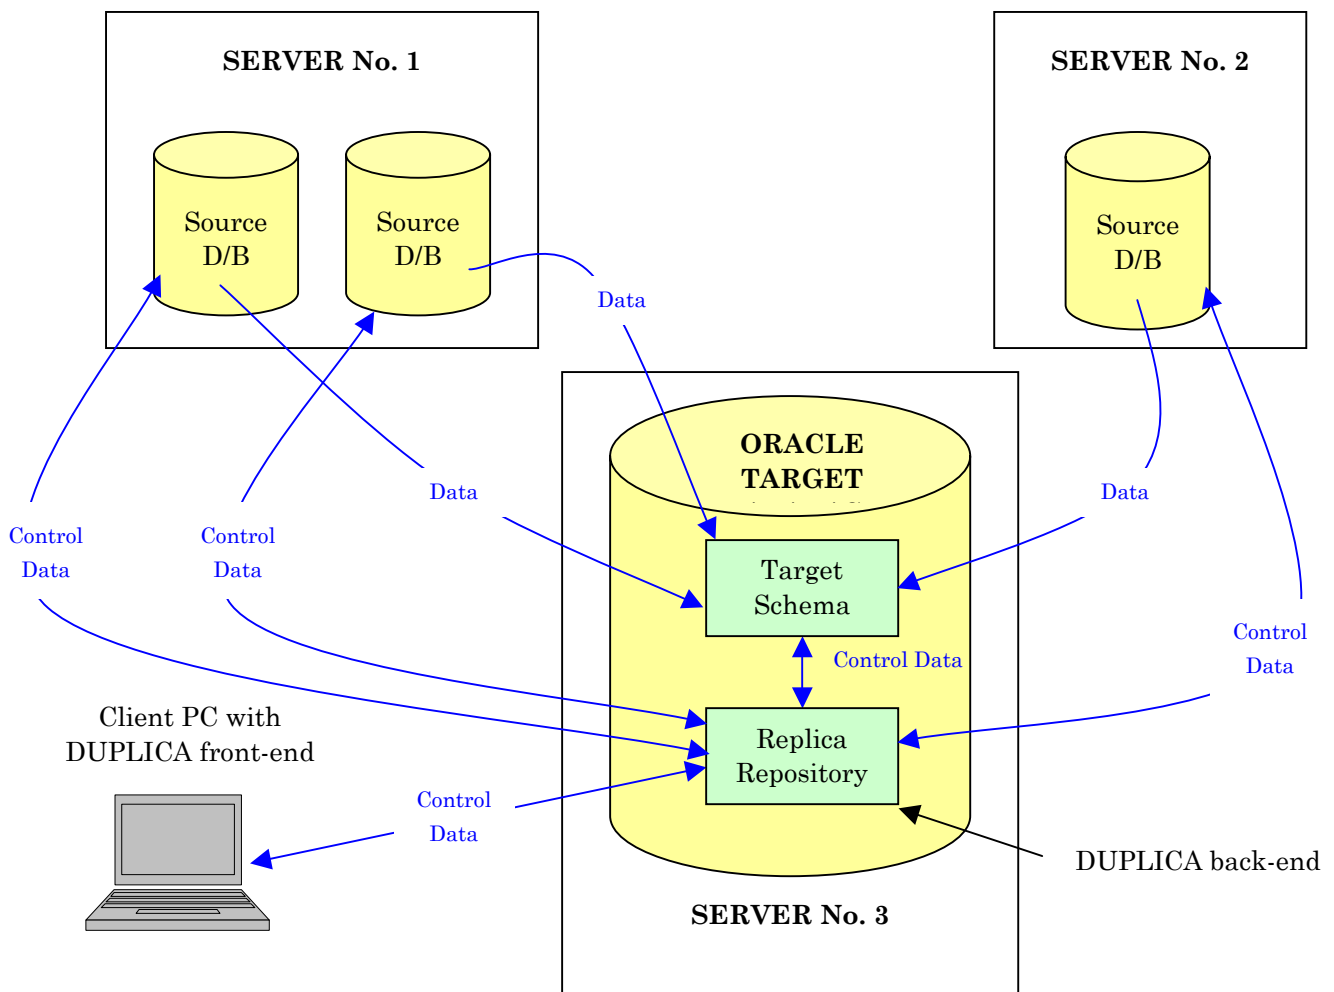 SERVER No. 1
SERVER No. 2
Source
D/B
Source
D/B
Source
D/B
Data
ORACLE
TARGET
Data
Data
Control
Data
Control
Data
Target
Schema
Control
Data
Control Data
Client PC with
DUPLICA front-end
Replica
Repository
Control
Data
DUPLICA back-end
SERVER No. 3